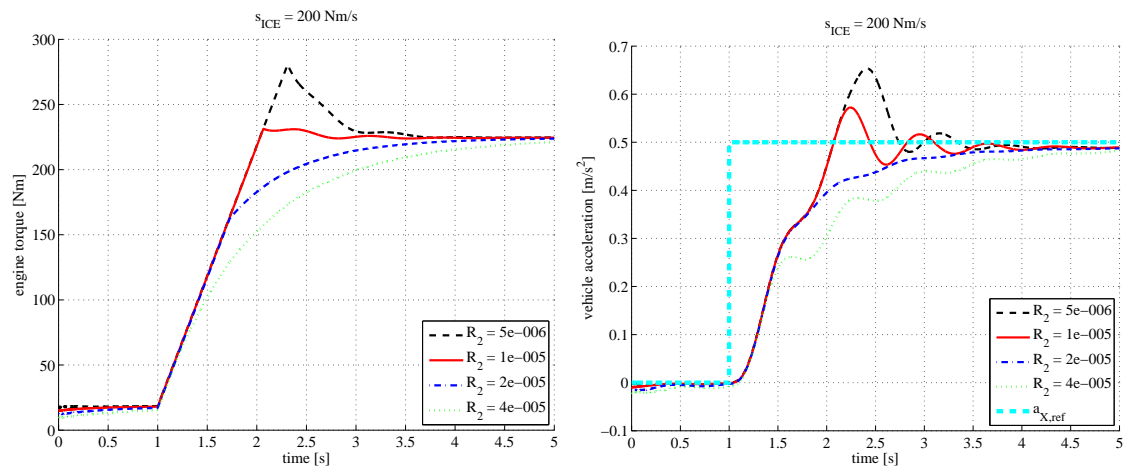 s_ICE = 200 Nm/s
300
250
200
150
100
50
0
engine torque [Nm]
R_2 = 5e−006
R_2 = 1e−005
R_2 = 2e−005
R_2 = 4e−005
0 0.5 1 1.5 2 2.5 3 3.5 4 4.5 5
time [s]
s_ICE = 200 Nm/s
0.7
0.6
0.5
0.4
0.3
0.2
0.1
0
−0.1
vehicle acceleration [m/s^2]
R_2 = 5e−006
R_2 = 1e−005
R_2 = 2e−005
R_2 = 4e−005
a_X,ref
0 0.5 1 1.5 2 2.5 3 3.5 4 4.5 5
time [s]